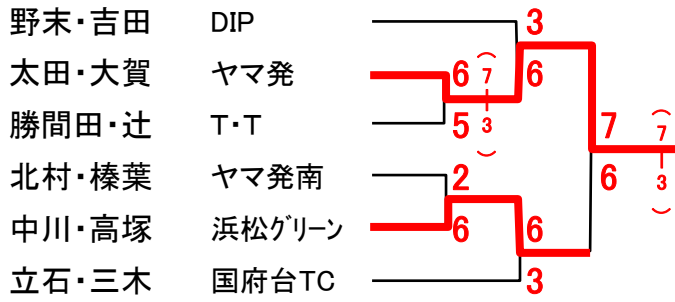 野末・吉田 DIP 3
太田・大賀 ヤマ発 6 (7-3) 6
勝間田・辻 T・T 5 7 (7-3)
北村・榛葉 ヤマ発南 2 6
中川・高塚 浜松グリーン 6 6
立石・三木 国府台TC 3